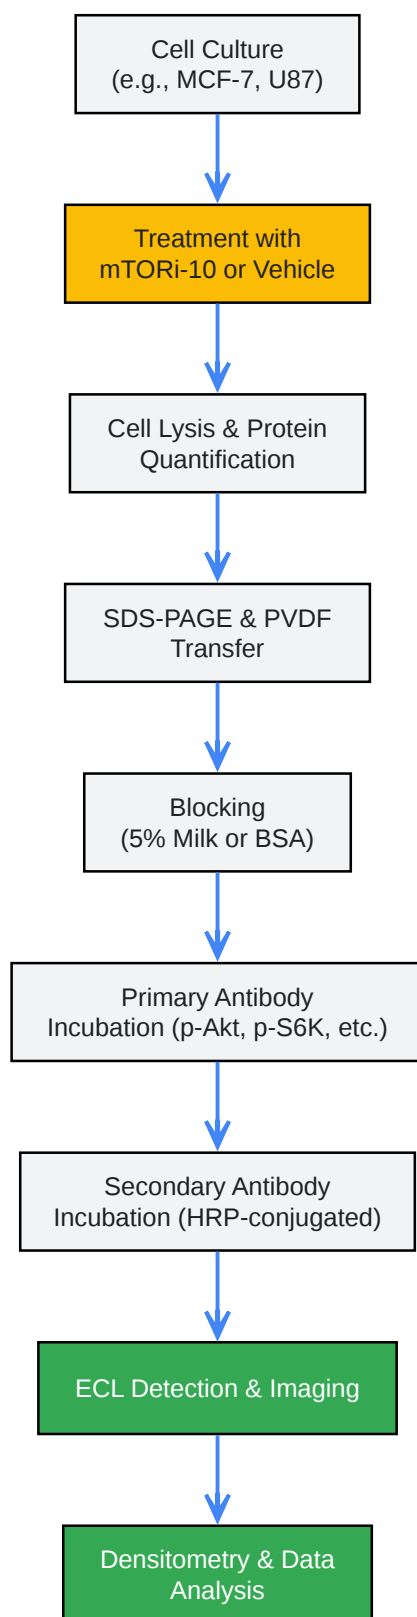 Cell Culture
(e.g., MCF-7, U87)
Treatment with
mTORi-10 or Vehicle
Cell Lysis & Protein
Quantification
SDS-PAGE & PVDF
Transfer
Blocking
(5% Milk or BSA)
Primary Antibody
Incubation (p-Akt, p-S6K, etc.)
Secondary Antibody
Incubation (HRP-conjugated)
ECL Detection & Imaging
Densitometry & Data
Analysis